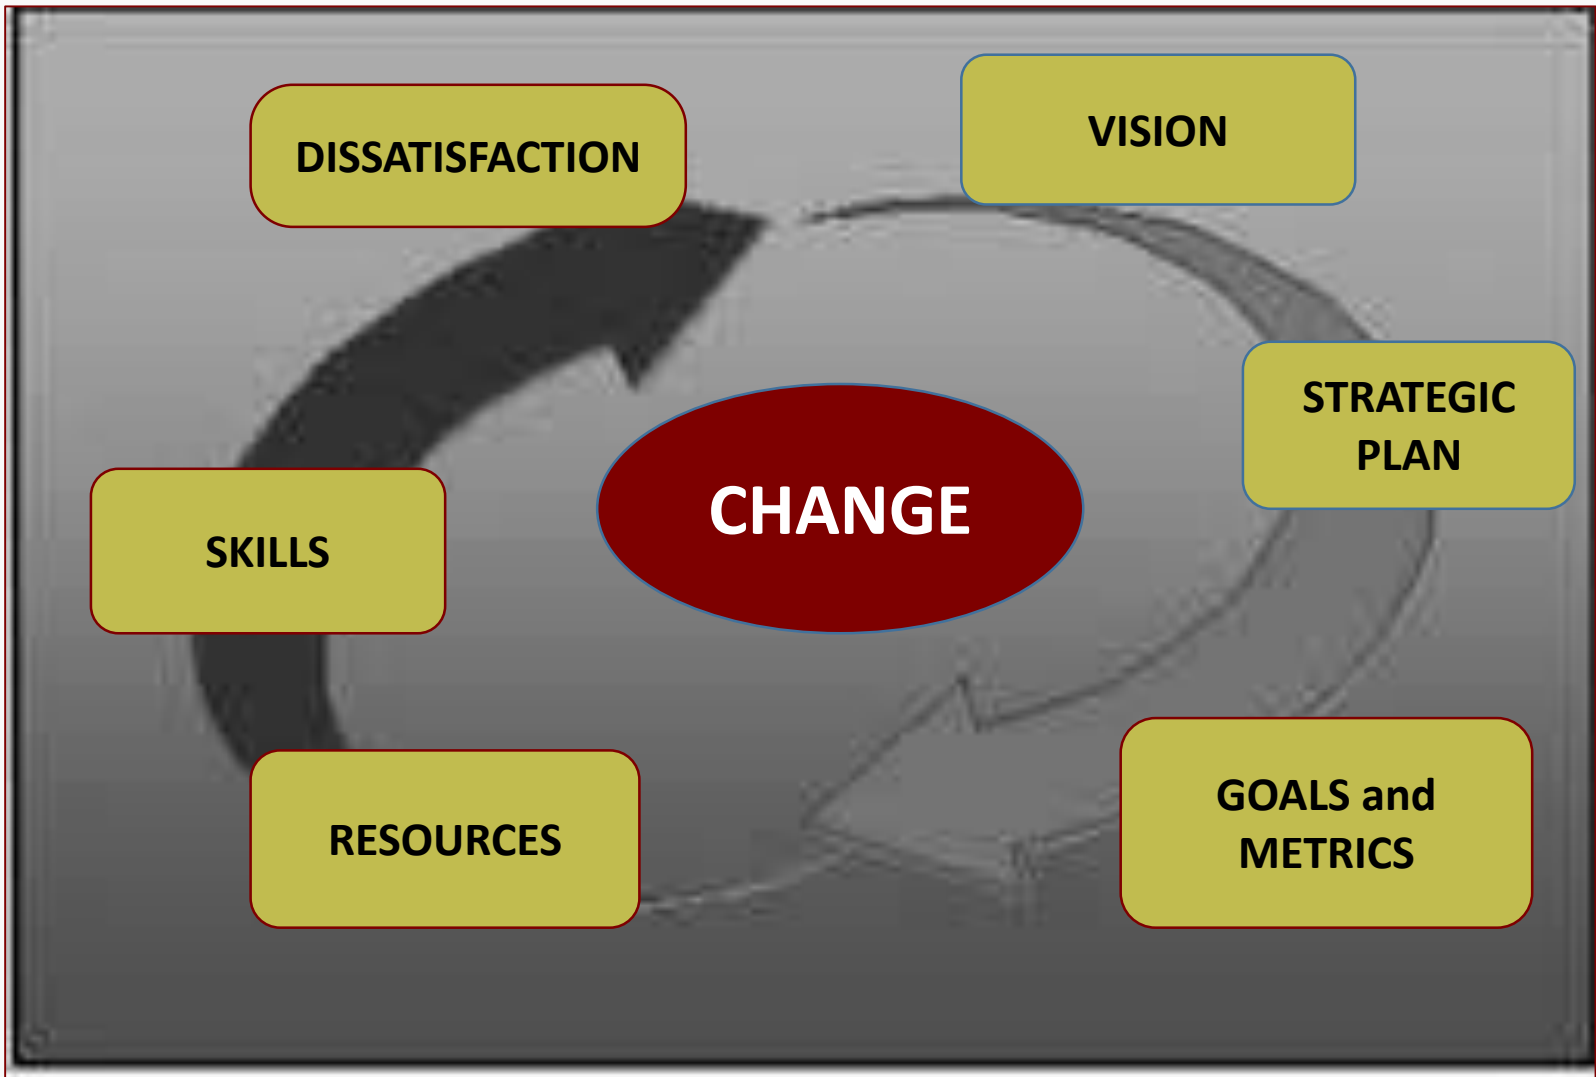 DISSATISFACTION
VISION
STRATEGIC
PLAN
CHANGE
SKILLS
GOALS and
METRICS
RESOURCES